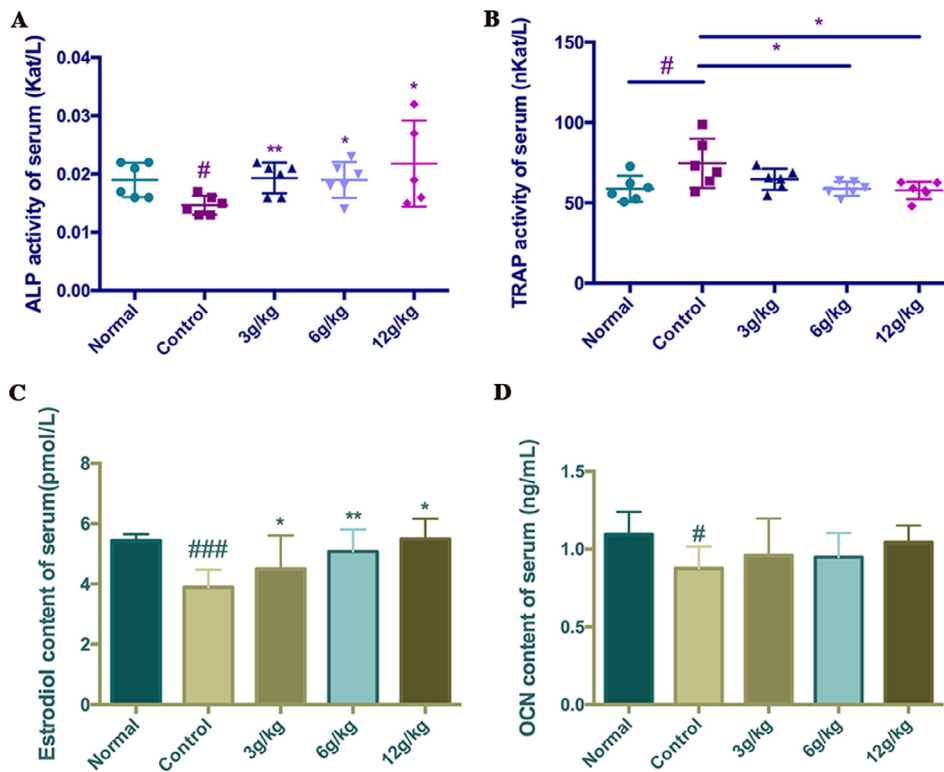 A
ALP activity of serum (Kat/L)
0.04
0.03
0.02
0.01
0.00
#
**
*
*
Normal
Control
3g/kg
6g/kg
12g/kg
B
TRAP activity of serum (nKat/L)
150
100
50
0
#
*
*
Normal
Control
3g/kg
6g/kg
12g/kg
C
Estrodiol content of serum(pmol/L)
8
6
4
2
0
###
*
**
*
Normal
Control
3g/kg
6g/kg
12g/kg
D
OCN content of serum (ng/mL)
1.5
1.0
0.5
0.0
#
Normal
Control
3g/kg
6g/kg
12g/kg